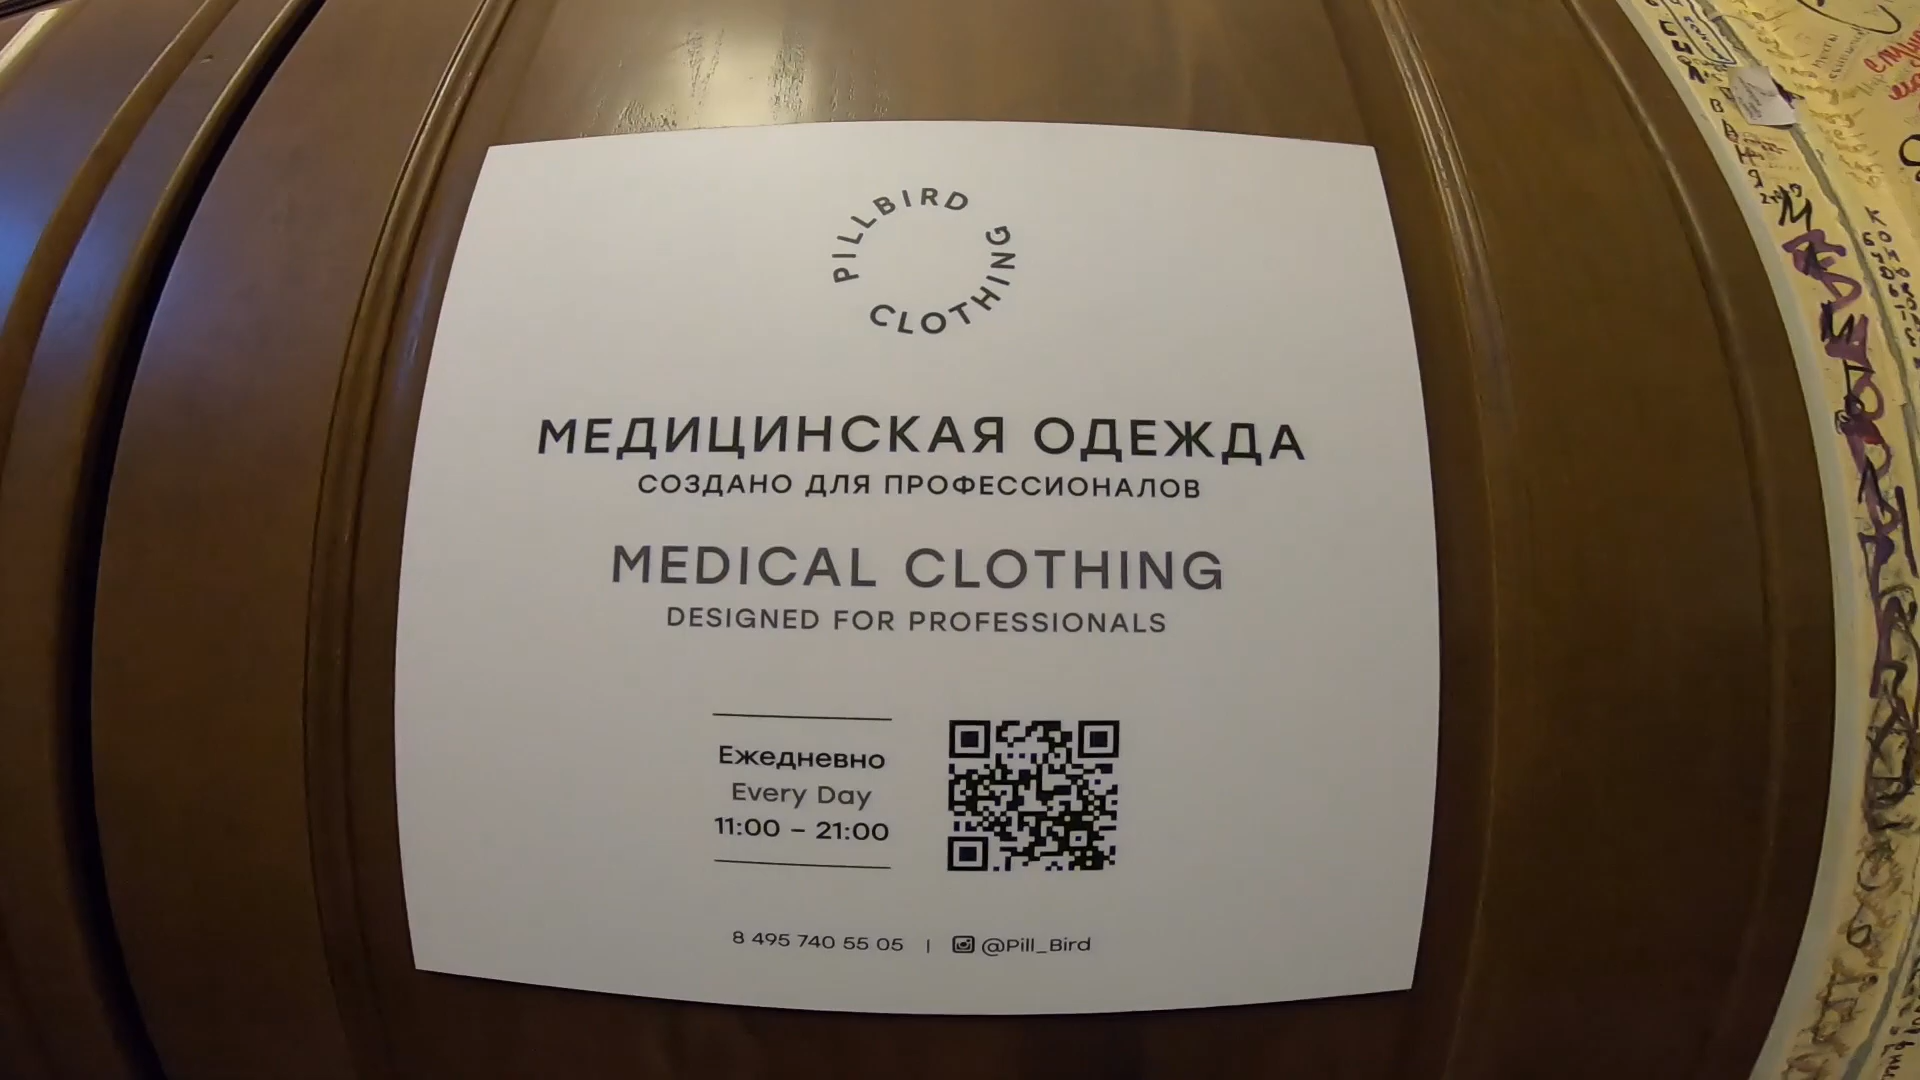 PILLBIRD CLOTHING
МЕДИЦИНСКАЯ ОДЕЖДА
СОЗДАНО ДЛЯ ПРОФЕССИОНАЛОВ
MEDICAL CLOTHING
DESIGNED FOR PROFESSIONALS
Ежедневно
Every Day
11:00 – 21:00
8 495 740 55 05 | @Pill_Bird